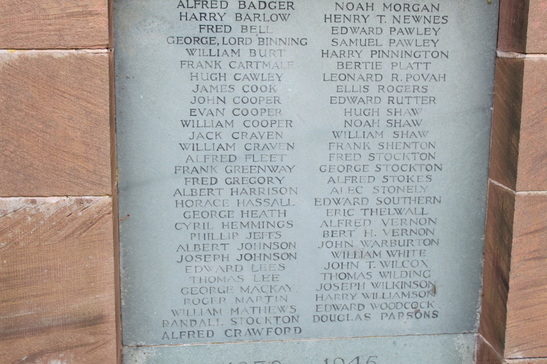 ALFRED BADGER
HARRY BARLOW
FRED BELL
GEORGE, LORD BINNING
WILLIAM BURT
FRANK CARTMALE
HUGH CAWLEY
JAMES COOK
JOHN COOPER
EVAN COOPER
WILLIAM COOPER
JACK CRAVEN
WILLIAM CRAVEN
ALFRED FLEET
FRANK GREENWAY
FRED GREGORY
ALBERT HARRISON
HORACE HASSALL
GEORGE HEATH
CYRIL HEMMINGS
PHILLIP JEITS
ALBERT JOHNSON
JOSEPH JOHNSON
EDWARD LEES
THOMAS LEE
GEORGE MACKAY
ROGER MARTIN
WILLIAM MATHEWS
RANDALL STOCKTON
ALFRED CRAWFORD
NOAH MORGAN
HENRY T. NEWNES
EDWARD PAWLEY
SAMUEL PAWLEY
HARRY PINNINGTON
BERTIE PLATT
LEONARD R. POVAH
ELLIS ROGERS
EDWARD RUTTER
HUGH SHAW
NOAH SHAW
WILLIAM SHAW
FRANK SHENTON
FRED STOCKTON
GEORGE STOCKTON
ALFRED STOKES
ALEC STONELY
EDWARD SOUTHERN
ERIC THELWALL
ALFRED VERNON
BERT H. VERNON
JOHN WARBURTON
WILLIAM WHITE
JOHN T. WILCOX
THOMAS WILDING
JOSEPH WILKINSON
HARRY WILLIAMSON
EDWARD WOODCOCK
DOUGLAS PARSONS